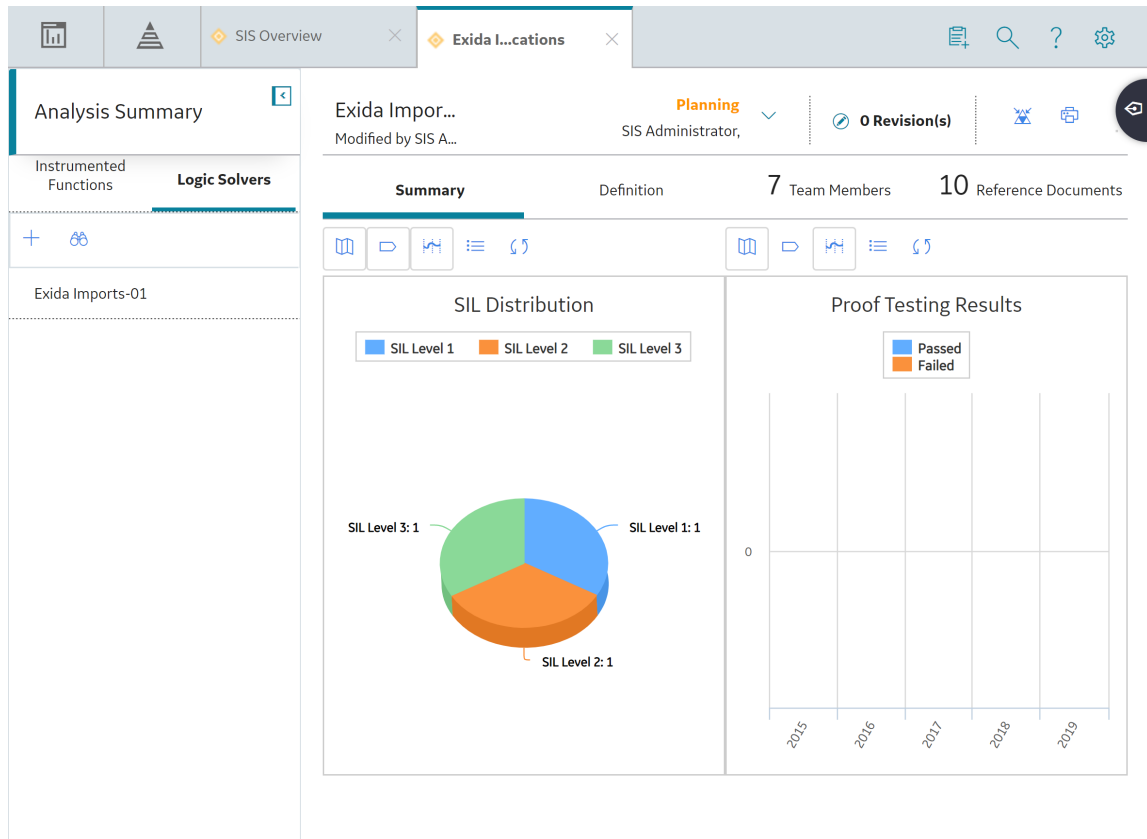 SIS Overview
Exida I...cations
Analysis Summary
Instrumented
Functions
Logic Solvers
Exida Imports-01
Exida Impor...
Modified by SIS A...
Planning
SIS Administrator,
0 Revision(s)
Summary
Definition
7 Team Members
10 Reference Documents
SIL Distribution
SIL Level 1
SIL Level 2
SIL Level 3
SIL Level 3: 1
SIL Level 1: 1
SIL Level 2: 1
Proof Testing Results
Passed
Failed
0
2015
2016
2017
2018
2019